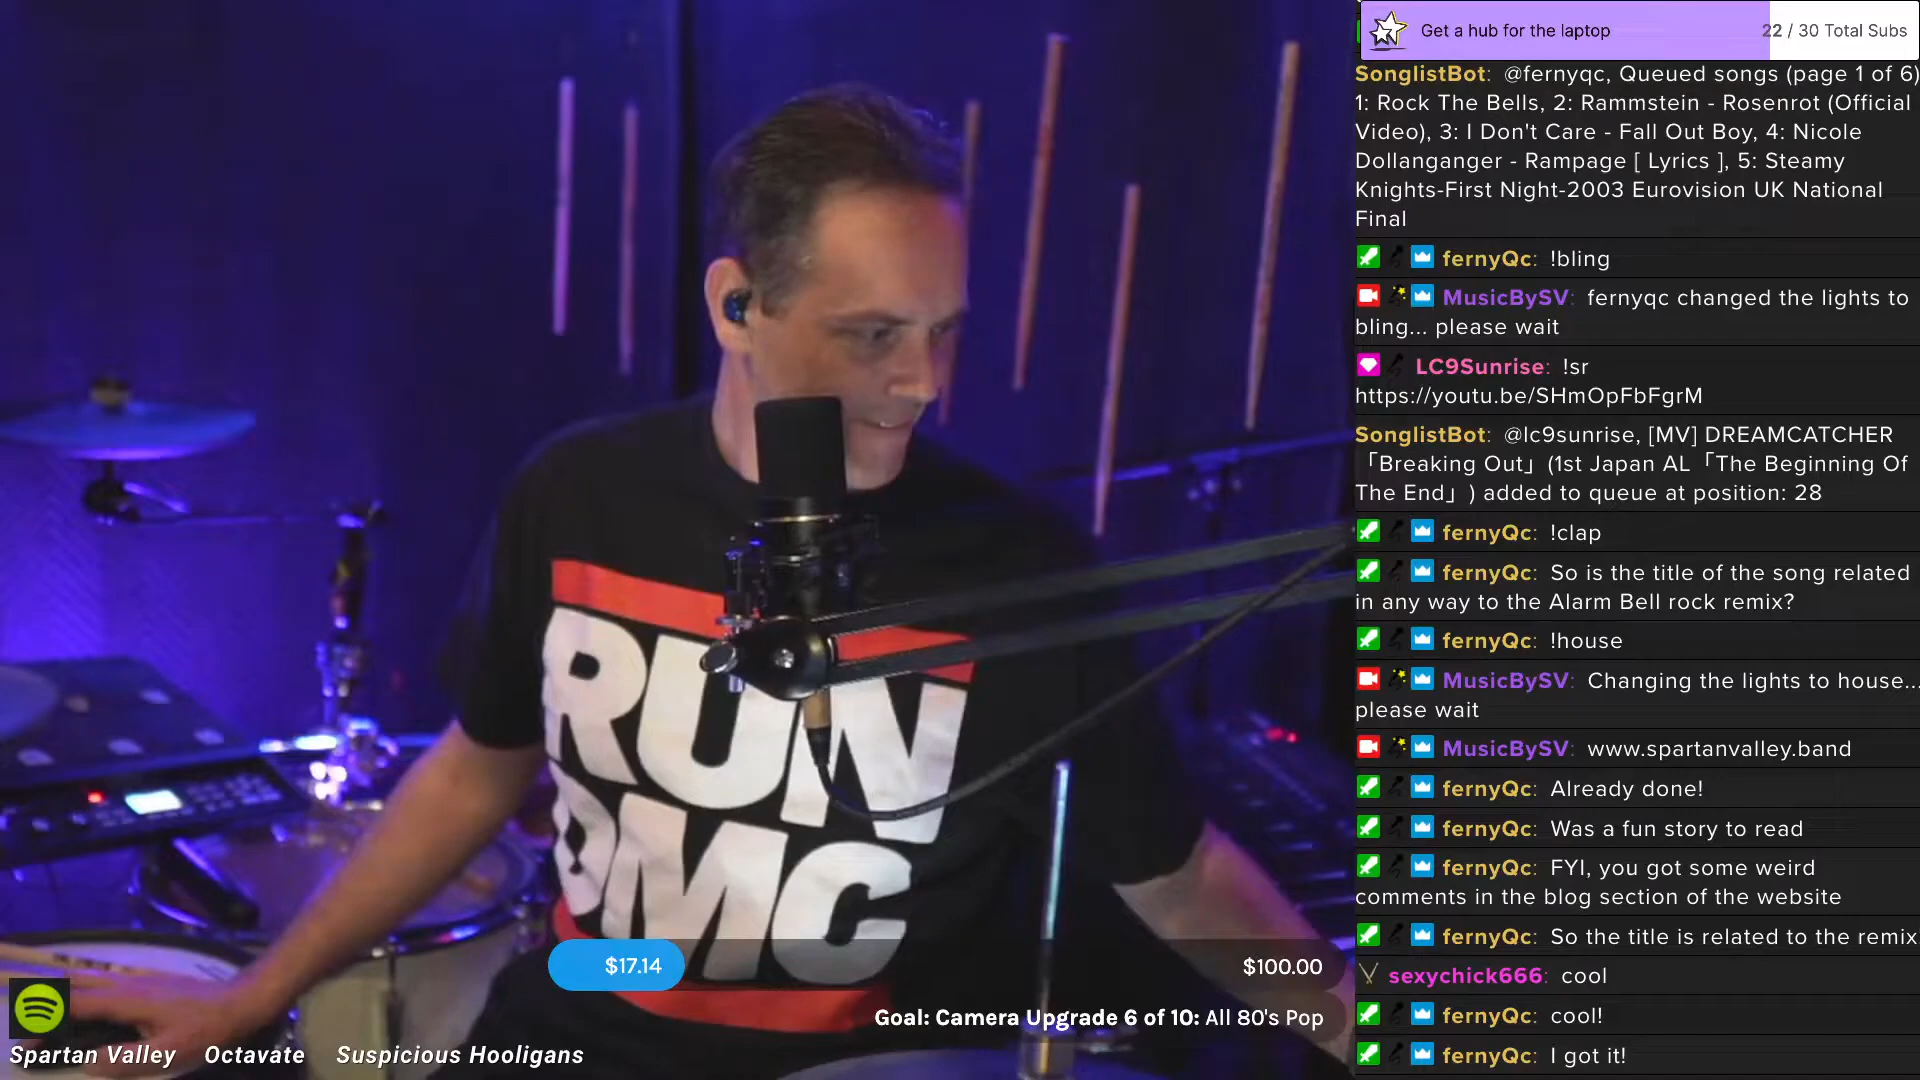 Get a hub for the laptop
22 / 30 Total Subs
SonglistBot: @fernyqc, Queued songs (page 1 of 6)
1: Rock The Bells, 2: Rammstein - Rosenrot (Official
Video), 3: I Don't Care - Fall Out Boy, 4: Nicole
Dollanganger - Rampage [ Lyrics ], 5: Steamy
Knights-First Night-2003 Eurovision UK National
Final
fernyQc: !bling
MusicBySV: fernyqc changed the lights to
bling... please wait
LC9Sunrise: !sr
https://youtu.be/SHmOpFbFgrM
SonglistBot: @lc9sunrise, [MV] DREAMCATCHER
「Breaking Out」 (1st Japan AL 「The Beginning Of
The End」 ) added to queue at position: 28
fernyQc: !clap
fernyQc: So is the title of the song related
in any way to the Alarm Bell rock remix?
fernyQc: !house
MusicBySV: Changing the lights to house...
please wait
MusicBySV: www.spartanvalley.band
fernyQc: Already done!
fernyQc: Was a fun story to read
fernyQc: FYI, you got some weird
comments in the blog section of the website
fernyQc: So the title is related to the remix
sexychick666: cool
fernyQc: cool!
fernyQc: I got it!
RUN
DMC
$17.14
$100.00
Goal: Camera Upgrade 6 of 10: All 80's Pop
Spartan Valley Octavate Suspicious Hooligans